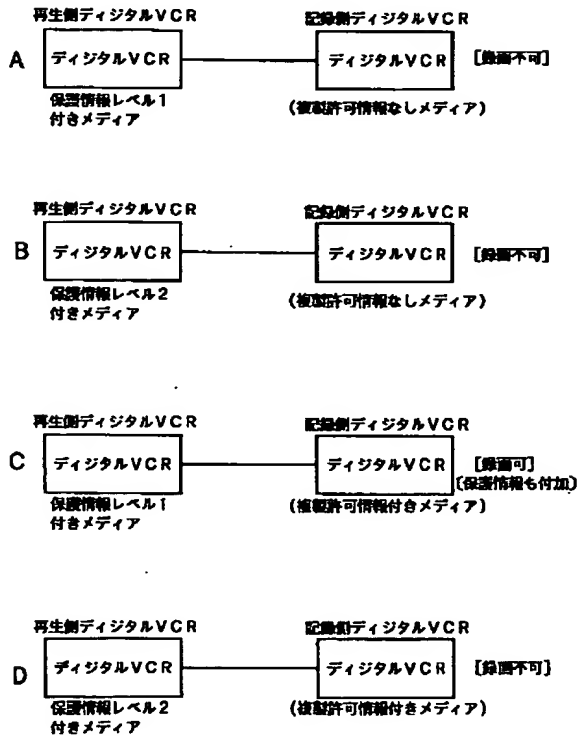 再生側ディジタルVCR 記録側ディジタルVCR
A ディジタルVCR ディジタルVCR [録画不可]
保護情報レベル1 (複製許可情報なしメディア)
付きメディア
再生側ディジタルVCR 記録側ディジタルVCR
B ディジタルVCR ディジタルVCR [録画不可]
保護情報レベル2 (複製許可情報なしメディア)
付きメディア
再生側ディジタルVCR 記録側ディジタルVCR
C ディジタルVCR ディジタルVCR [録画可]
(保護情報も付加)
保護情報レベル1 (複製許可情報付きメディア)
付きメディア
再生側ディジタルVCR 記録側ディジタルVCR
D ディジタルVCR ディジタルVCR [録画不可]
保護情報レベル2 (複製許可情報付きメディア)
付きメディア